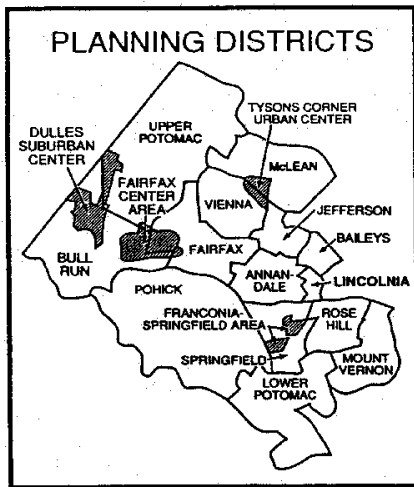 PLANNING DISTRICTS
TYSONS CORNER
URBAN CENTER
DULLES
SUBURBAN
CENTER
UPPER
POTOMAC
McLEAN
FAIRFAX
CENTER
AREA
VIENNA
JEFFERSON
BAILEYS
FAIRFAX
BULL
RUN
ANNAN-
DALE
LINCOLNIA
POHICK
FRANCONIA-
SPRINGFIELD AREA
ROSE
HILL
SPRINGFIELD
MOUNT
VERNON
LOWER
POTOMAC